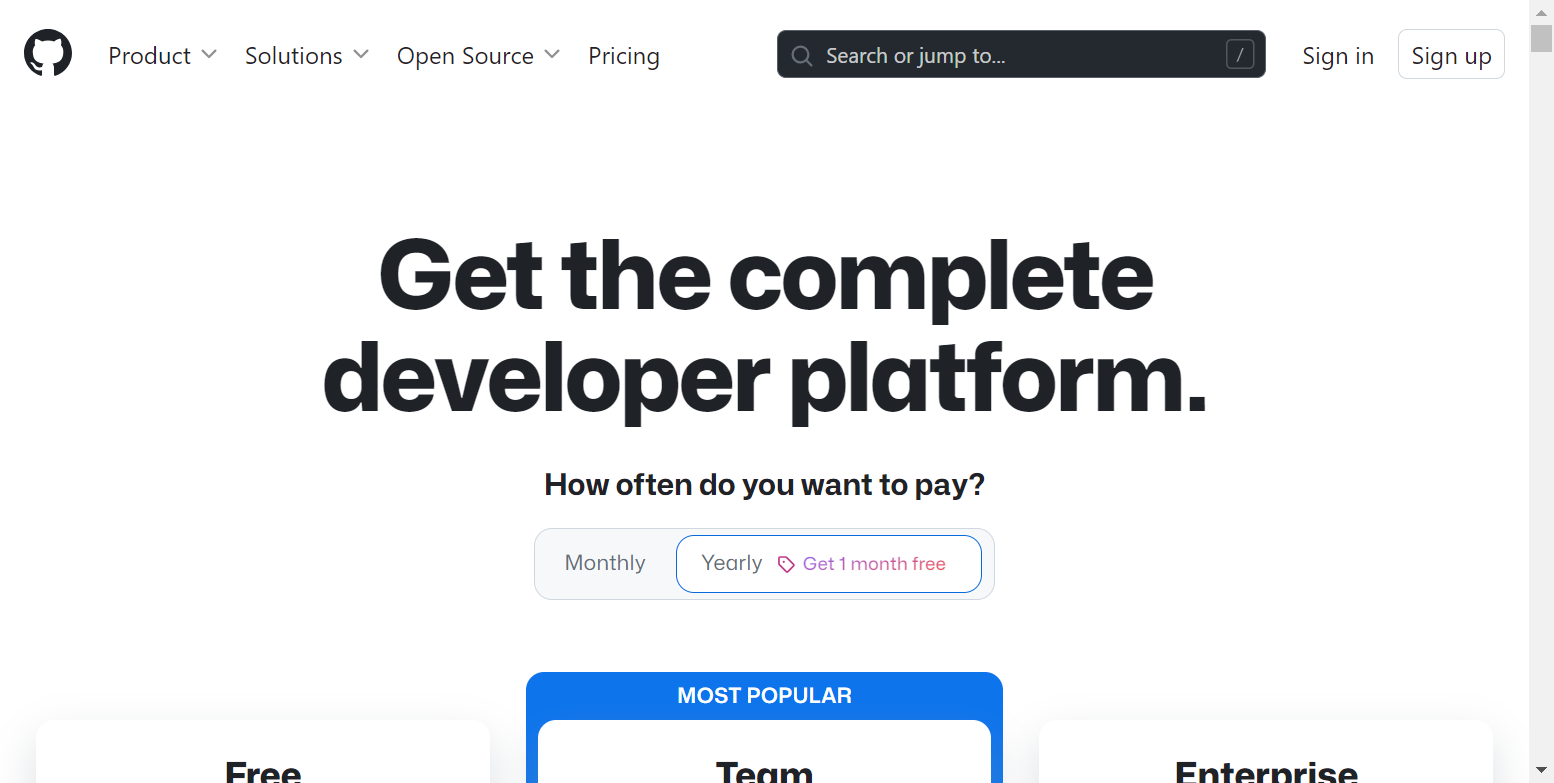 Product Solutions Open Source Pricing Search or jump to... / Sign in Sign up
Get the complete
developer platform.
How often do you want to pay?
Monthly Yearly Get 1 month free
MOST POPULAR
Free Team Enterprise